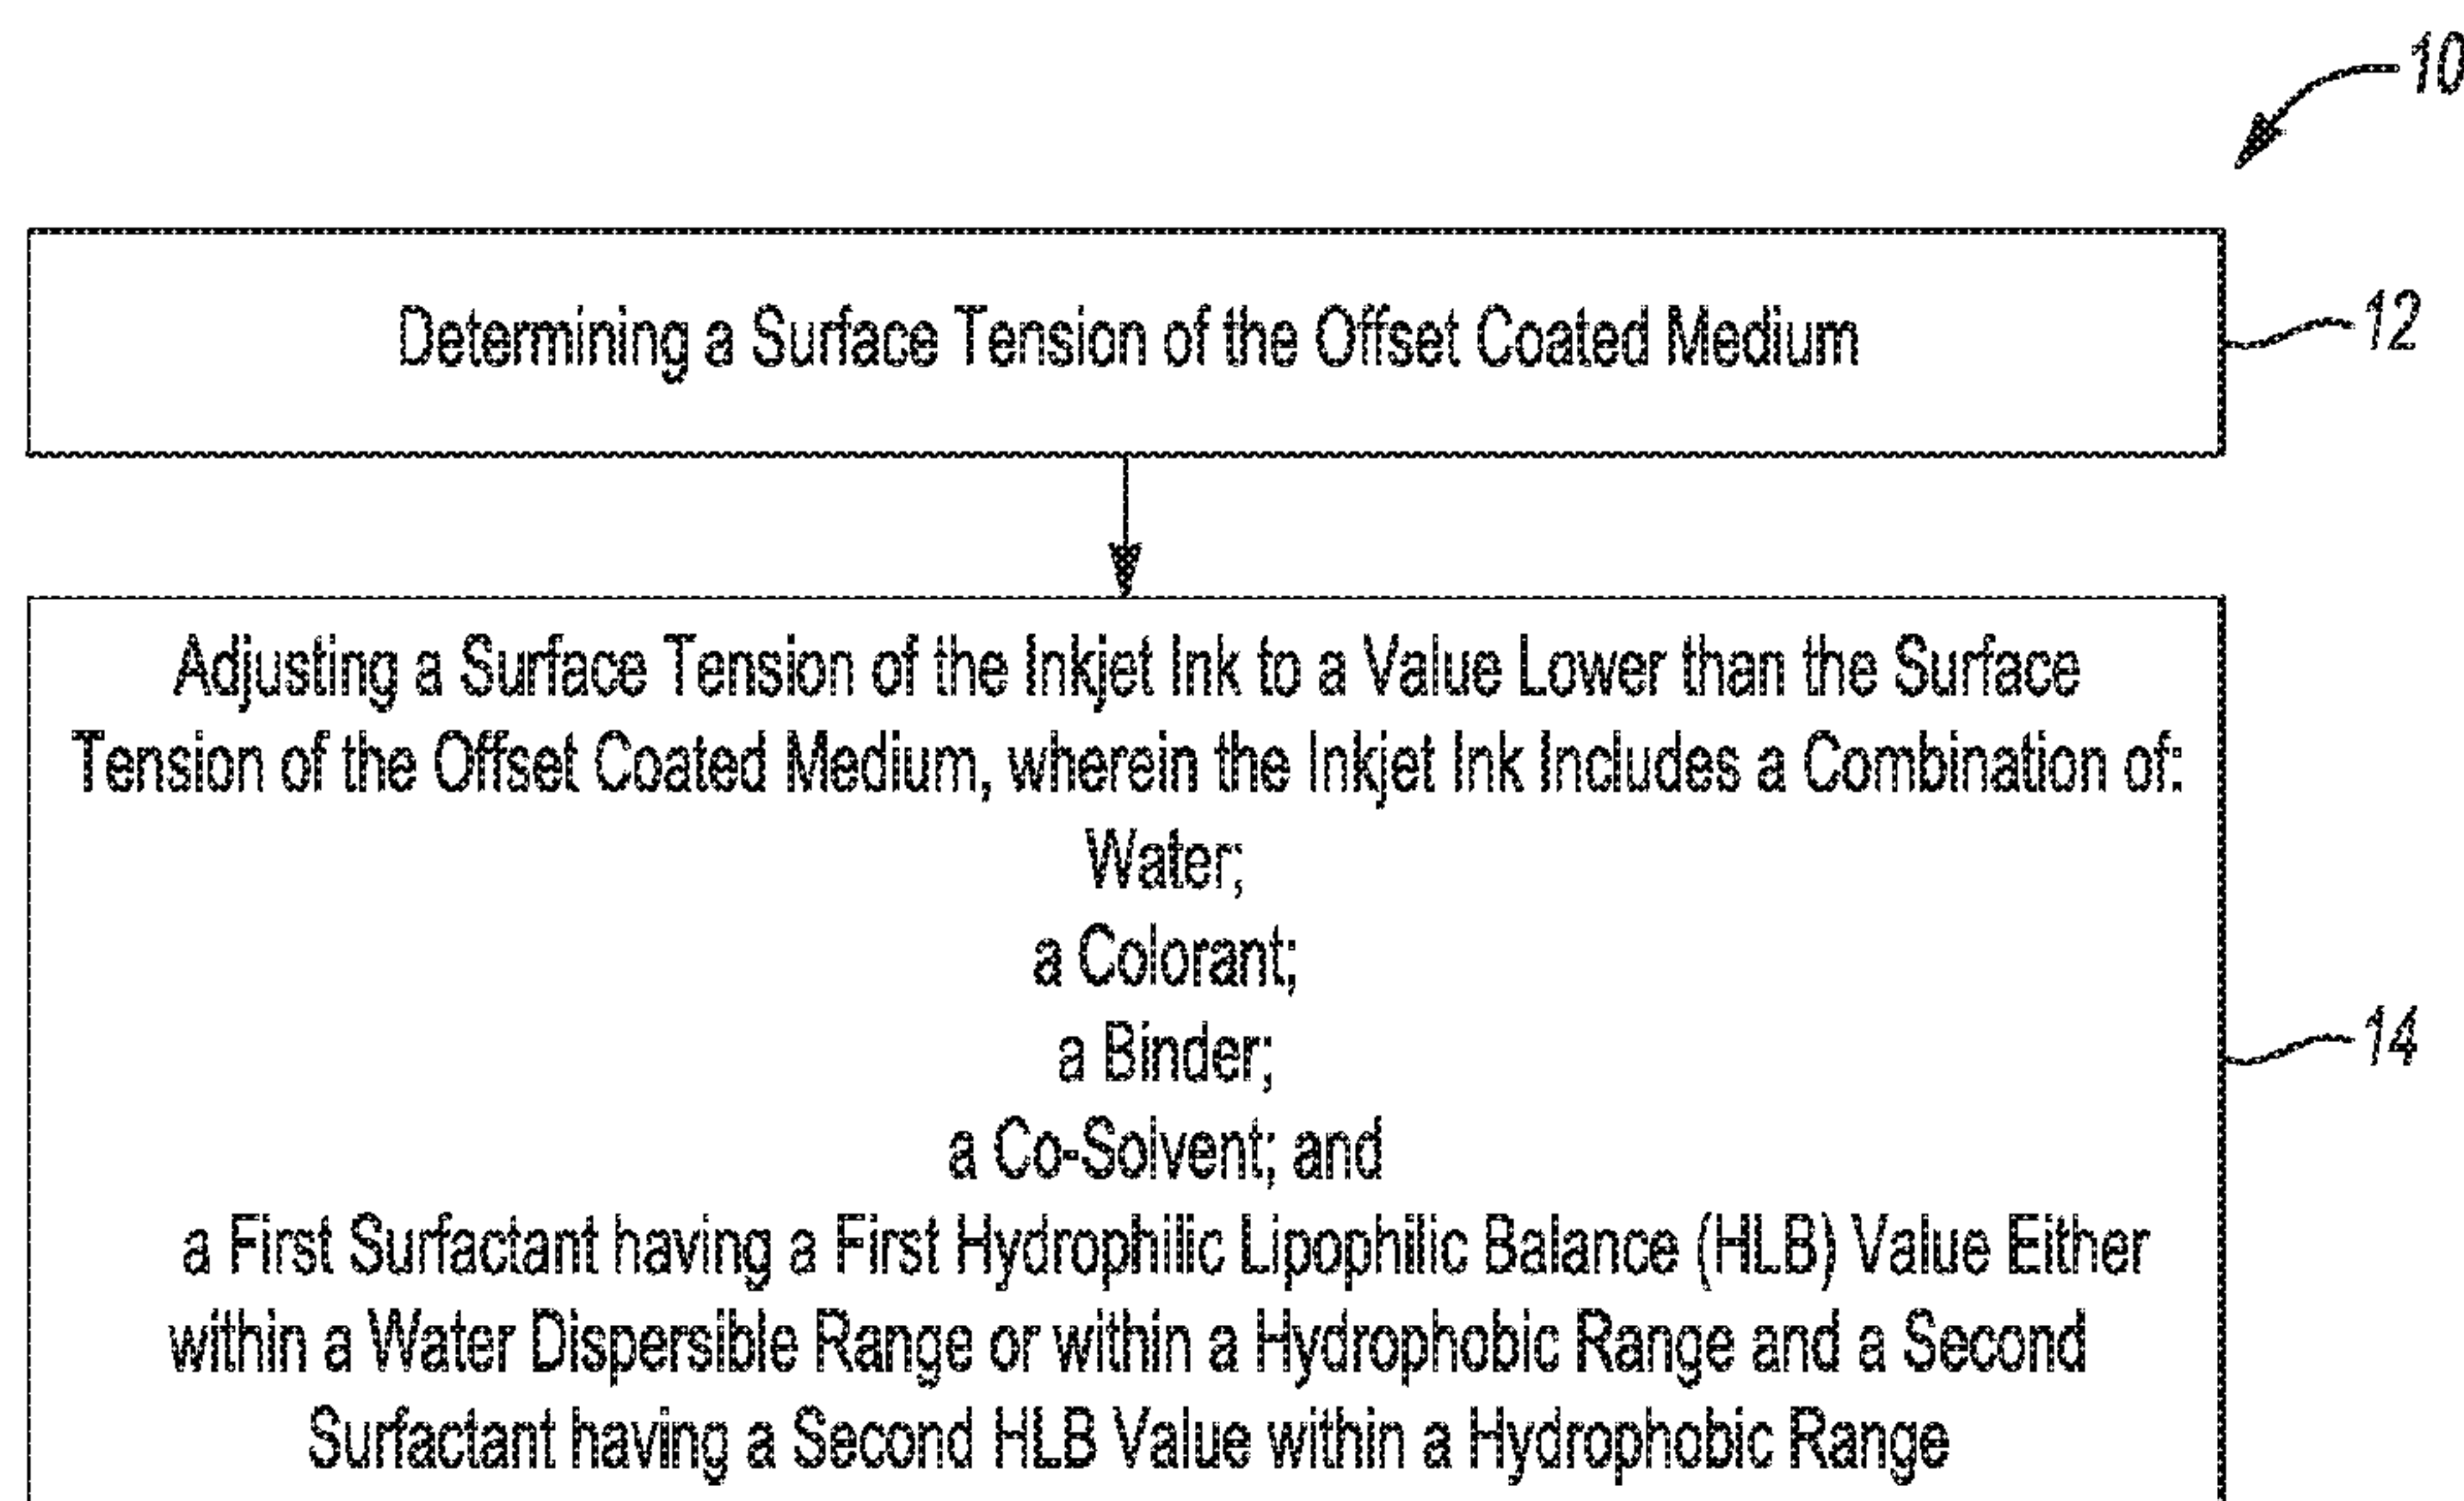 10
Determining a Surface Tension of the Offset Coated Medium
12
Adjusting a Surface Tension of the Inkjet Ink to a Value Lower than the Surface
Tension of the Offset Coated Medium, wherein the Inkjet Ink Includes a Combination of:
Water;
a Colorant;
a Binder;
14
a Co-Solvent; and
a First Surfactant having a First Hydrophilic Lipophilic Balance (HLB) Value Either
within a Water Dispersible Range or within a Hydrophobic Range and a Second
Surfactant having a Second HLB Value within a Hydrophobic Range